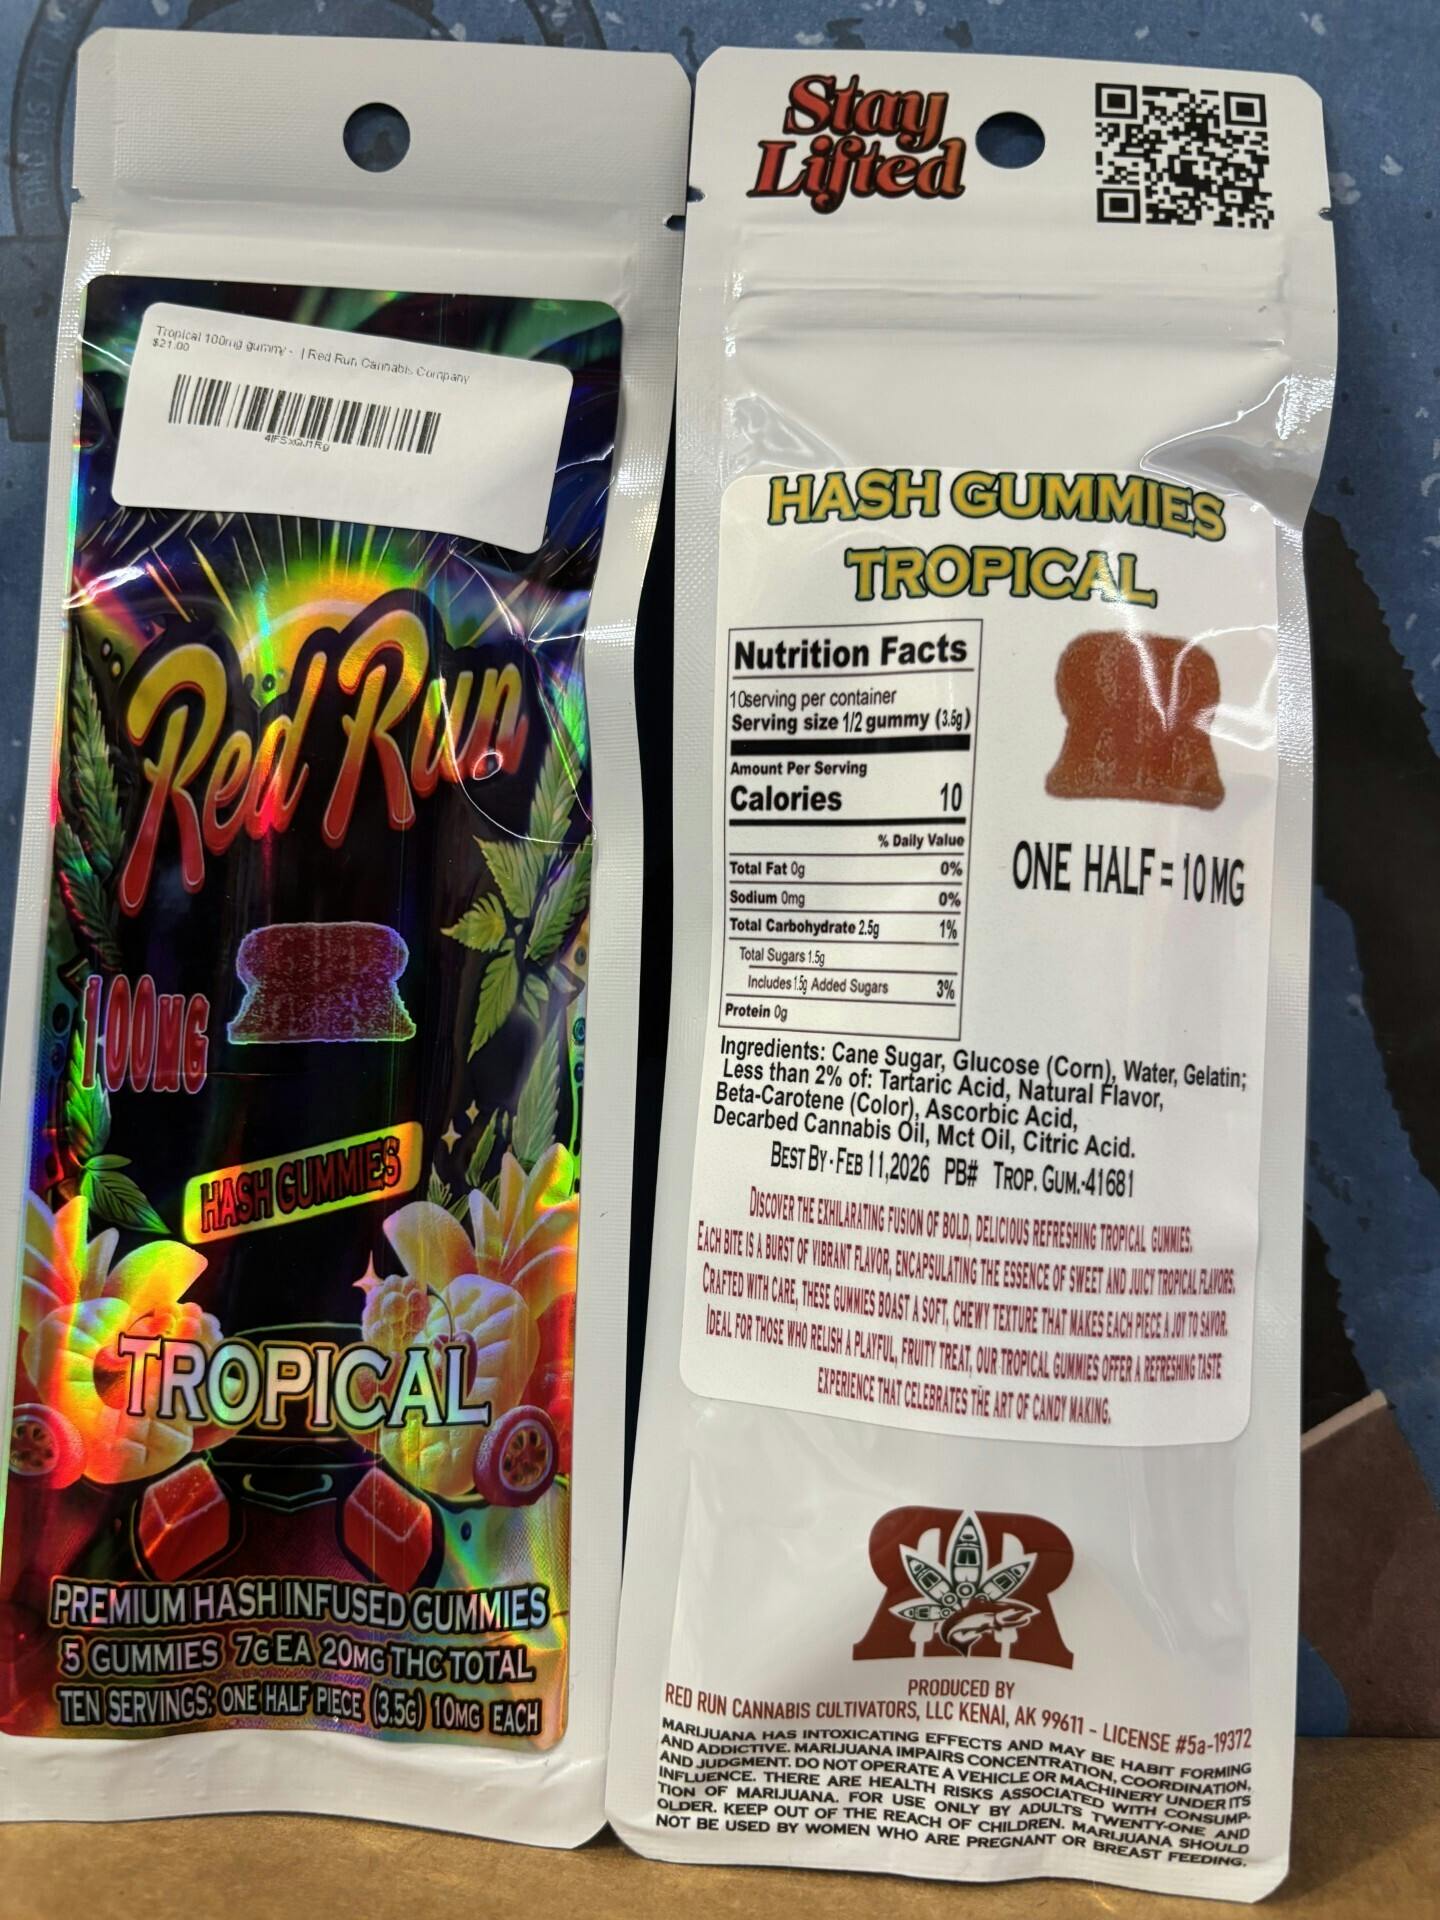 FIND US AT
Tropical 100mg gummy - | Red Run Cannabis Company
$21.00
Red Run
100MG
HASH GUMMIES
TROPICAL
PREMIUM HASH INFUSED GUMMIES
5 GUMMIES 7G EA 20MG THC TOTAL
TEN SERVINGS: ONE HALF PIECE (3.5G) 10MG EACH
Stay
Lifted
HASH GUMMIES
TROPICAL
Nutrition Facts
10serving per container
Serving size 1/2 gummy (3.5g)
Amount Per Serving
Calories 10
% Daily Value
Total Fat 0g 0%
Sodium 0mg 0%
Total Carbohydrate 2.5g 1%
Total Sugars 1.5g
Includes 1.5g Added Sugars 3%
Protein 0g
ONE HALF = 10 MG
Ingredients: Cane Sugar, Glucose (Corn), Water, Gelatin;
Less than 2% of: Tartaric Acid, Natural Flavor,
Beta-Carotene (Color), Ascorbic Acid,
Decarbed Cannabis Oil, Mct Oil, Citric Acid.
BEST BY - FEB 11,2026 PB# TROP. GUM.-41681
DISCOVER THE EXHILARATING FUSION OF BOLD, DELICIOUS REFRESHING TROPICAL GUMMIES.
EACH BITE IS A BURST OF VIBRANT FLAVOR, ENCAPSULATING THE ESSENCE OF SWEET AND JUICY TROPICAL FLAVORS.
CRAFTED WITH CARE, THESE GUMMIES BOAST A SOFT, CHEWY TEXTURE THAT MAKES EACH PIECE A JOY TO SAVOR.
IDEAL FOR THOSE WHO RELISH A PLAYFUL, FRUITY TREAT, OUR TROPICAL GUMMIES OFFER A REFRESHING TASTE
EXPERIENCE THAT CELEBRATES THE ART OF CANDY MAKING.
PRODUCED BY
RED RUN CANNABIS CULTIVATORS, LLC KENAI, AK 99611 - LICENSE #5a-19372
MARIJUANA HAS INTOXICATING EFFECTS AND MAY BE HABIT FORMING
AND ADDICTIVE. MARIJUANA IMPAIRS CONCENTRATION, COORDINATION,
AND JUDGMENT. DO NOT OPERATE A VEHICLE OR MACHINERY UNDER ITS
INFLUENCE. THERE ARE HEALTH RISKS ASSOCIATED WITH CONSUMP-
TION OF MARIJUANA. FOR USE ONLY BY ADULTS TWENTY-ONE AND
OLDER. KEEP OUT OF THE REACH OF CHILDREN. MARIJUANA SHOULD
NOT BE USED BY WOMEN WHO ARE PREGNANT OR BREAST FEEDING.